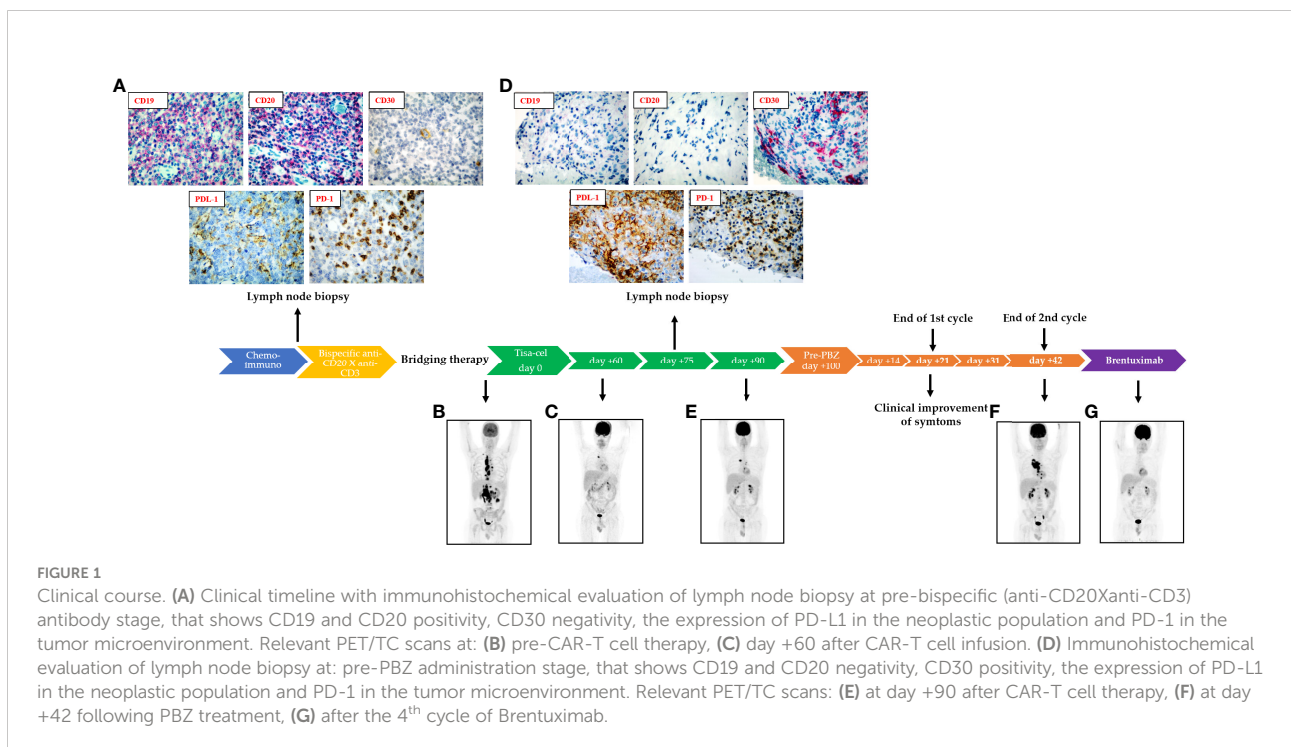 A
CD19
CD20
CD30
PDL-1
PD-1
Lymph node biopsy
D
CD19
CD20
CD30
PDL-1
PD-1
Lymph node biopsy
End of 1st cycle
End of 2nd cycle
Chemo-
immuno
Bispecific anti-
CD20 X anti-
CD3
Bridging therapy
Tisa-cel
day 0
day +60
day +75
day +90
Pre-PBZ
day +100
day +14
day +21
day +31
day +42
Brentuximab
Clinical improvement
of symtoms
B
C
E
F
G
FIGURE 1
Clinical course. (A) Clinical timeline with immunohistochemical evaluation of lymph node biopsy at pre-bispecific (anti-CD20Xanti-CD3)
antibody stage, that shows CD19 and CD20 positivity, CD30 negativity, the expression of PD-L1 in the neoplastic population and PD-1 in the
tumor microenvironment. Relevant PET/TC scans at: (B) pre-CAR-T cell therapy, (C) day +60 after CAR-T cell infusion. (D) Immunohistochemical
evaluation of lymph node biopsy at: pre-PBZ administration stage, that shows CD19 and CD20 negativity, CD30 positivity, the expression of PD-L1
in the neoplastic population and PD-1 in the tumor microenvironment. Relevant PET/TC scans: (E) at day +90 after CAR-T cell therapy, (F) at day
+42 following PBZ treatment, (G) after the 4th cycle of Brentuximab.